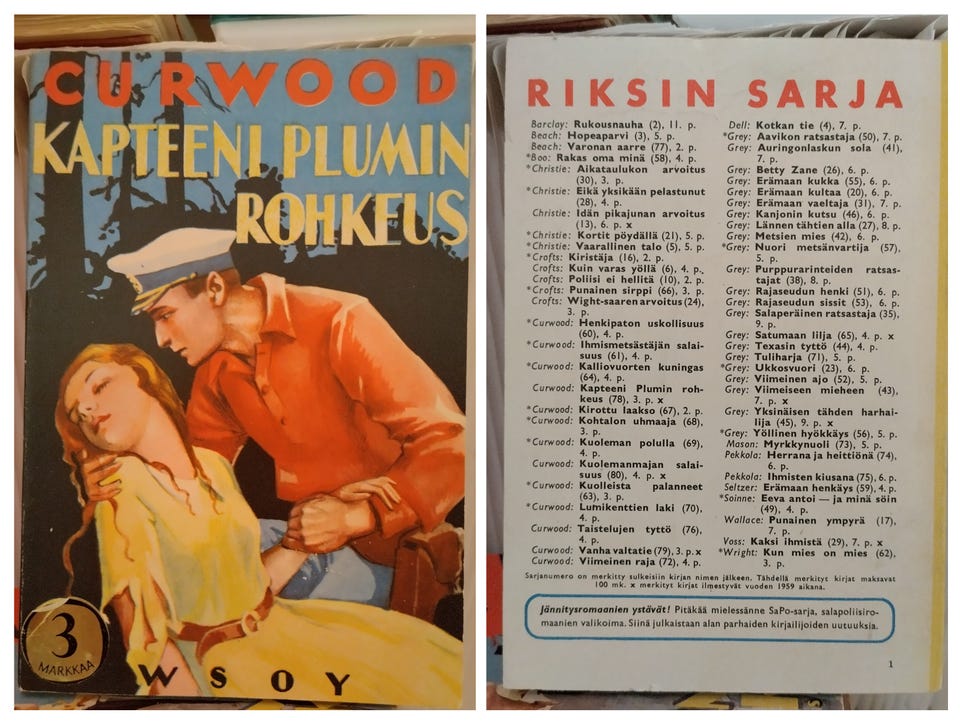 CURWOOD
KAPTEENI PLUMIN
ROHKEUS
3
MARKKAA
WSOY
RIKSIN SARJA
Barclay: Rukousnauha (2), 11. p.
Beach: Hopeaparvi (3), 5. p.
Beach: Varonan aarre (77), 2. p.
*Boo: Rakas oma minä (58), 4. p.
*Christie: Aikataulukon arvoitus
(30), 3. p.
*Christie: Eikä yksikään pelastunut
(28), 4. p.
Christie: Idän pikajunan arvoitus
(13), 6. p. x
*Christie: Kortit pöydällä (21), 5. p.
*Christie: Vaarallinen talo (5), 5. p.
*Crofts: Kiristäjä (16), 2. p.
*Crofts: Kuin varas yöllä (6), 4. p.
Crofts: Poliisi ei hellitä (10), 2. p.
*Crofts: Punainen sirppi (66), 3. p.
Crofts: Wight-saaren arvoitus (24),
3. p.
*Curwood: Henkipaton uskollisuus
(60), 4. p.
*Curwood: Ihmismetsästäjän salai-
suus (61), 4. p.
*Curwood: Kalliovuorten kuningas
(64), 4. p.
Curwood: Kapteeni Plumin roh-
keus (78), 3. p. x
*Curwood: Kirottu laakso (67), 2. p.
*Curwood: Kohtalon uhmaaja (68),
3. p.
*Curwood: Kuoleman polulla (69),
4. p.
Curwood: Kuolemanmajan salai-
suus (80), 4. p. x
*Curwood: Kuolleista palanneet
(63), 3. p.
*Curwood: Lumikenttien laki (70),
4. p.
Curwood: Taistelujen tyttö (76),
4. p.
Curwood: Vanha valtatie (79), 3. p. x
Curwood: Viimeinen raja (72), 4. p.
Dell: Kotkan tie (4), 7. p.
*Grey: Aavikon ratsastaja (50), 7. p.
Grey: Auringonlaskun sola (41),
7. p.
Grey: Betty Zane (26), 6. p.
Grey: Erämaan kukka (55), 6. p.
Grey: Erämaan kultaa (20), 6. p.
Grey: Erämaan vaeltaja (31), 7. p.
Grey: Kanjonin kutsu (46), 6. p.
Grey: Lännen tähtien alla (27), 8. p.
Grey: Metsien mies (42), 6. p.
*Grey: Nuori metsänvartija (57),
5. p.
Grey: Purppurarinteiden ratsas-
tajat (38), 8. p.
Grey: Rajaseudun henki (51), 6. p.
Grey: Rajaseudun sissit (53), 6. p.
Grey: Salaperäinen ratsastaja (35),
9. p.
Grey: Satumaan lilja (65), 4. p. x
Grey: Texasin tyttö (44), 4. p.
Grey: Tuliharja (71), 5. p.
*Grey: Ukkosvuori (23), 6. p.
Grey: Viimeinen ajo (52), 5. p.
Grey: Viimeiseen mieheen (43),
7. p. x
Grey: Yksinäisen tähden harhai-
lija (45), 9. p. x
*Grey: Yöllinen hyökkäys (56), 5. p.
Mason: Myrkkynuoli (73), 5. p.
Pekkola: Herrana ja heittiönä (74),
6. p.
Pekkola: Ihmisten kiusana (75), 6. p.
Seltzer: Erämaan henkäys (59), 4. p.
*Soinne: Eeva antoi — ja minä söin
(49), 4. p.
Wallace: Punainen ympyrä (17),
7. p.
Voss: Kaksi ihmistä (29), 7. p. x
*Wright: Kun mies on mies (62),
3. p.
Sarjanumero on merkitty sulkeisiin kirjan nimen jälkeen. Tähdellä merkityt kirjat maksavat
100 mk. x merkityt kirjat ilmestyvät vuoden 1959 aikana.
Jännitysromaanien ystävät! Pitäkää mielessänne SaPo-sarja, salapoliisiro-
maanien valikoima. Siinä julkaistaan alan parhaiden kirjailijoiden uutuuksia.
1